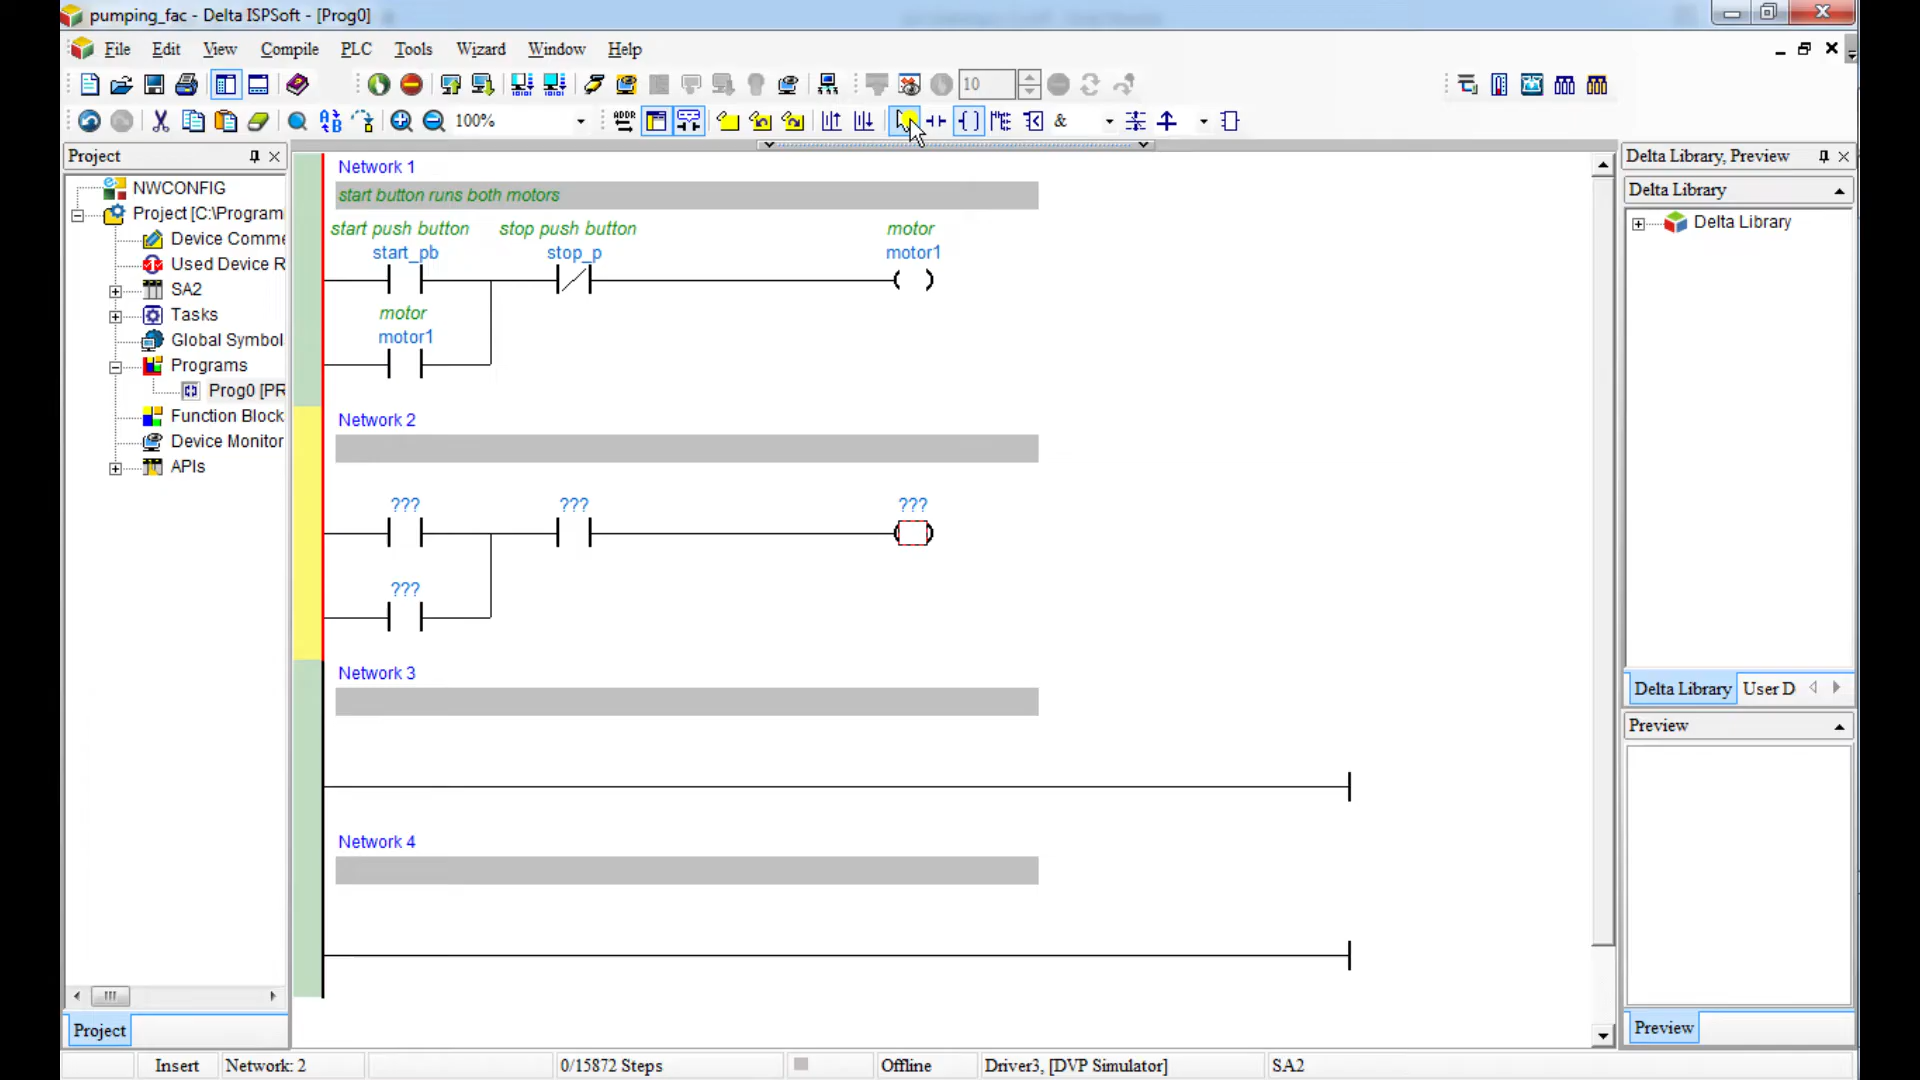 pumping_fac - Delta ISPSoft - [Prog0]
File Edit View Compile PLC Tools Wizard Window Help
10
100%
ADDR
&
Project
NWCONFIG
Project [C:\Program
Device Comme
Used Device R
SA2
Tasks
Global Symbol
Programs
Prog0 [PR
Function Block
Device Monitor
APIs
Project
Network 1
start button runs both motors
start push button stop push button motor
start_pb stop_p motor1
motor
motor1
Network 2
??? ??? ???
???
Network 3
Network 4
Delta Library, Preview
Delta Library
Delta Library
Delta Library User D
Preview
Preview
Insert Network: 2 0/15872 Steps Offline Driver3, [DVP Simulator] SA2